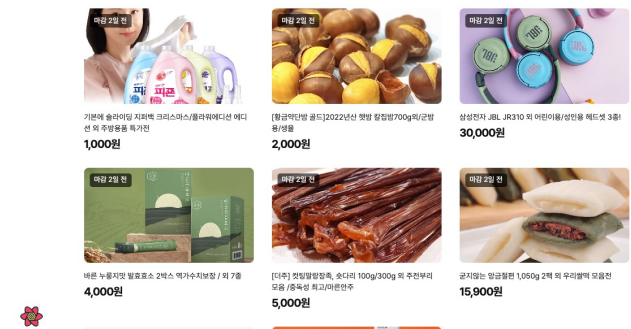 마감 2일 전
마감 2일 전
마감 2일 전
피죤
JBL
JBL
기본에 슬라이딩 지퍼백 크리스마스/플라워에디션 에디
션 외 주방용품 특가전
1,000원
[황금약단밤 골드]2022년산 햇밤 칼집밤700g외/군밤
용/생율
2,000원
삼성전자 JBL JR310 외 어린이용/성인용 헤드셋 3종!
30,000원
마감 2일 전
마감 2일 전
마감 2일 전
바른 누룽지맛 발효효소 2박스 역가수치보장 / 외 7종
4,000원
[더주] 컷팅말랑장족, 숏다리 100g/300g 외 주전부리
모음 /중독성 최고/마른안주
5,000원
굳지않는 앙금절편 1,050g 2팩 외 우리쌀떡 모음전
15,900원